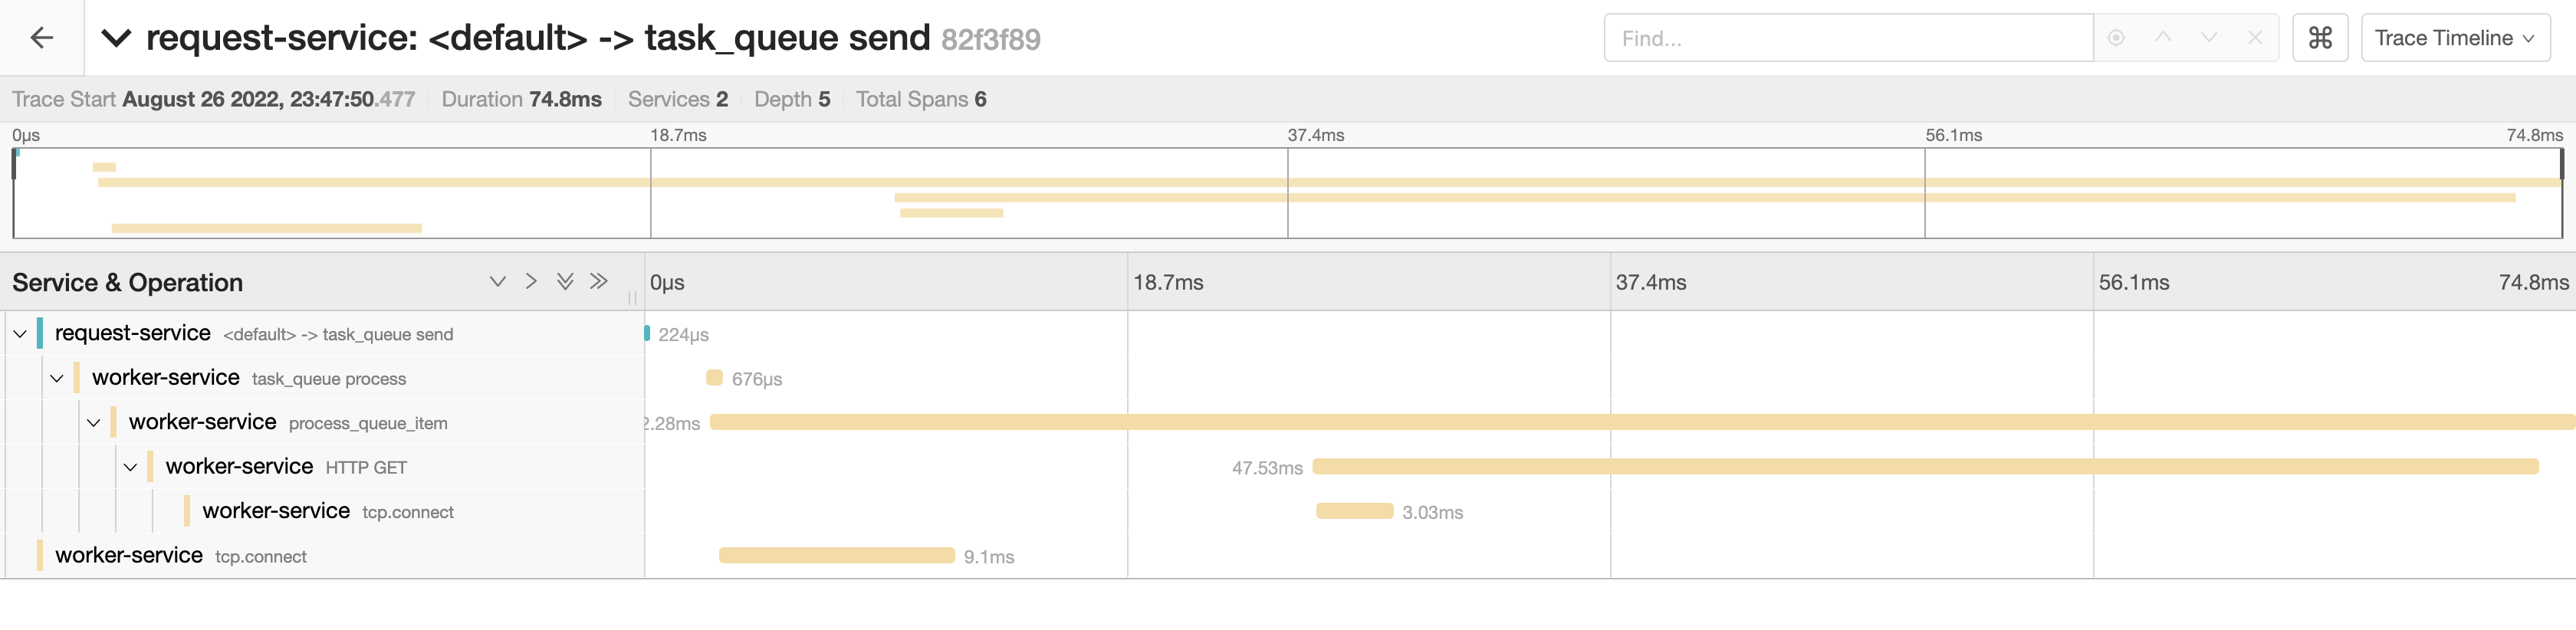 request-service: <default> -> task_queue send 82f3f89
Find...
⌘
Trace Timeline
Trace Start August 26 2022, 23:47:50.477 Duration 74.8ms Services 2 Depth 5 Total Spans 6
0μs 18.7ms 37.4ms 56.1ms 74.8ms
Service & Operation 0μs 18.7ms 37.4ms 56.1ms 74.8ms
request-service <default> -> task_queue send 224μs
worker-service task_queue process 676μs
worker-service process_queue_item 2.28ms
worker-service HTTP GET 47.53ms
worker-service tcp.connect 3.03ms
worker-service tcp.connect 9.1ms